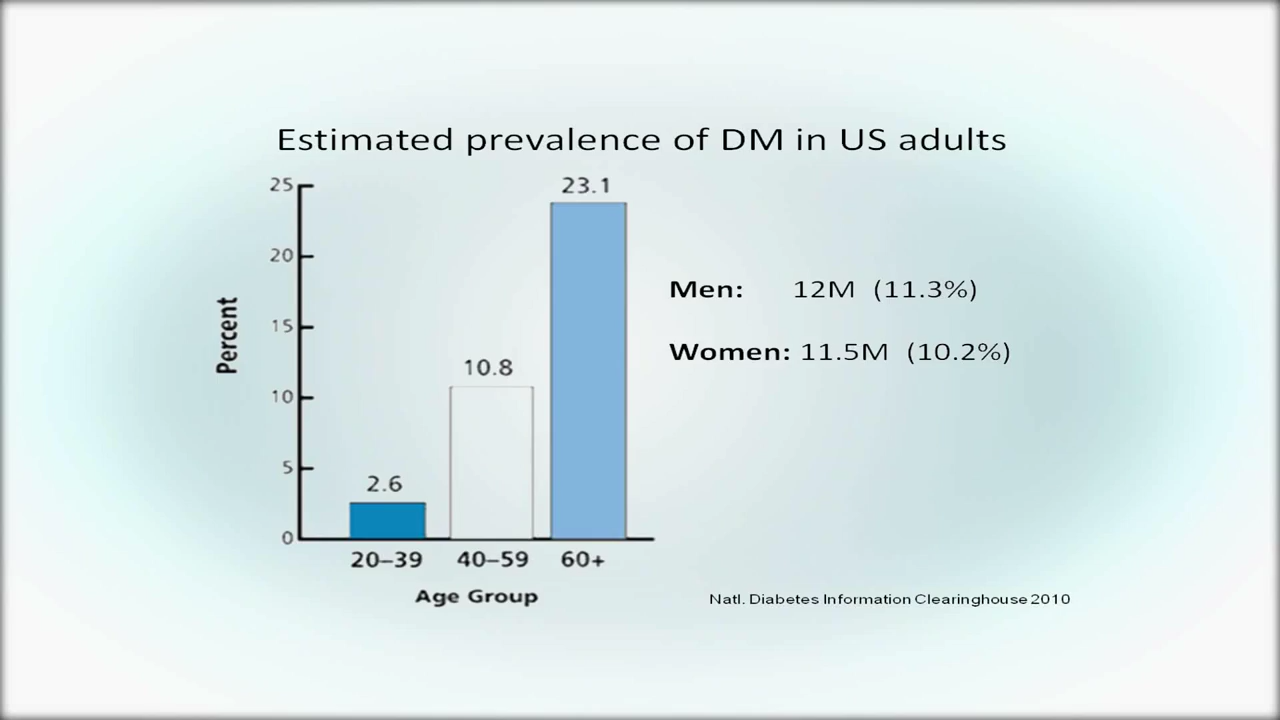 Estimated prevalence of DM in US adults
25
20
15
10
5
0
Percent
2.6
10.8
23.1
20–39 40–59 60+
Age Group
Men: 12M (11.3%)
Women: 11.5M (10.2%)
Natl. Diabetes Information Clearinghouse 2010